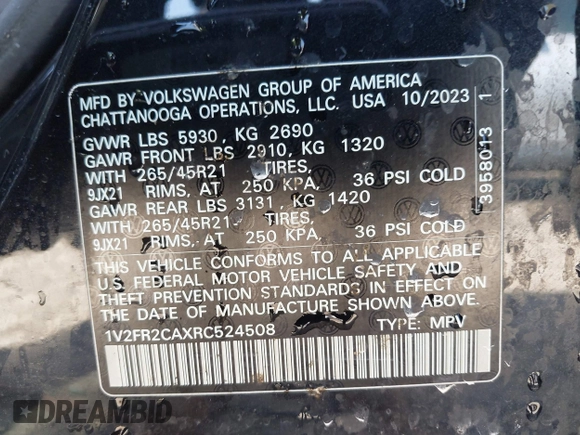 MFD BY VOLKSWAGEN GROUP OF AMERICA
CHATTANOOGA OPERATIONS, LLC. USA 10/2023
GVWR LBS 5930, KG 2690
GAWR FRONT LBS 2910, KG 1320
WITH 265/45R21 TIRES,
9JX21 RIMS, AT 250 KPA, 36 PSI COLD
GAWR REAR LBS 3131, KG 1420
WITH 265/45R21 TIRES,
9JX21 RIMS, AT 250 KPA, 36 PSI COLD
THIS VEHICLE CONFORMS TO ALL APPLICABLE
U.S. FEDERAL MOTOR VEHICLE SAFETY AND
THEFT PREVENTION STANDARDS IN EFFECT ON
THE DATE OF MANUFACTURE SHOWN ABOVE.
1V2FR2CAXRC524508 TYPE: MPV
3958013 1
DREAMBID